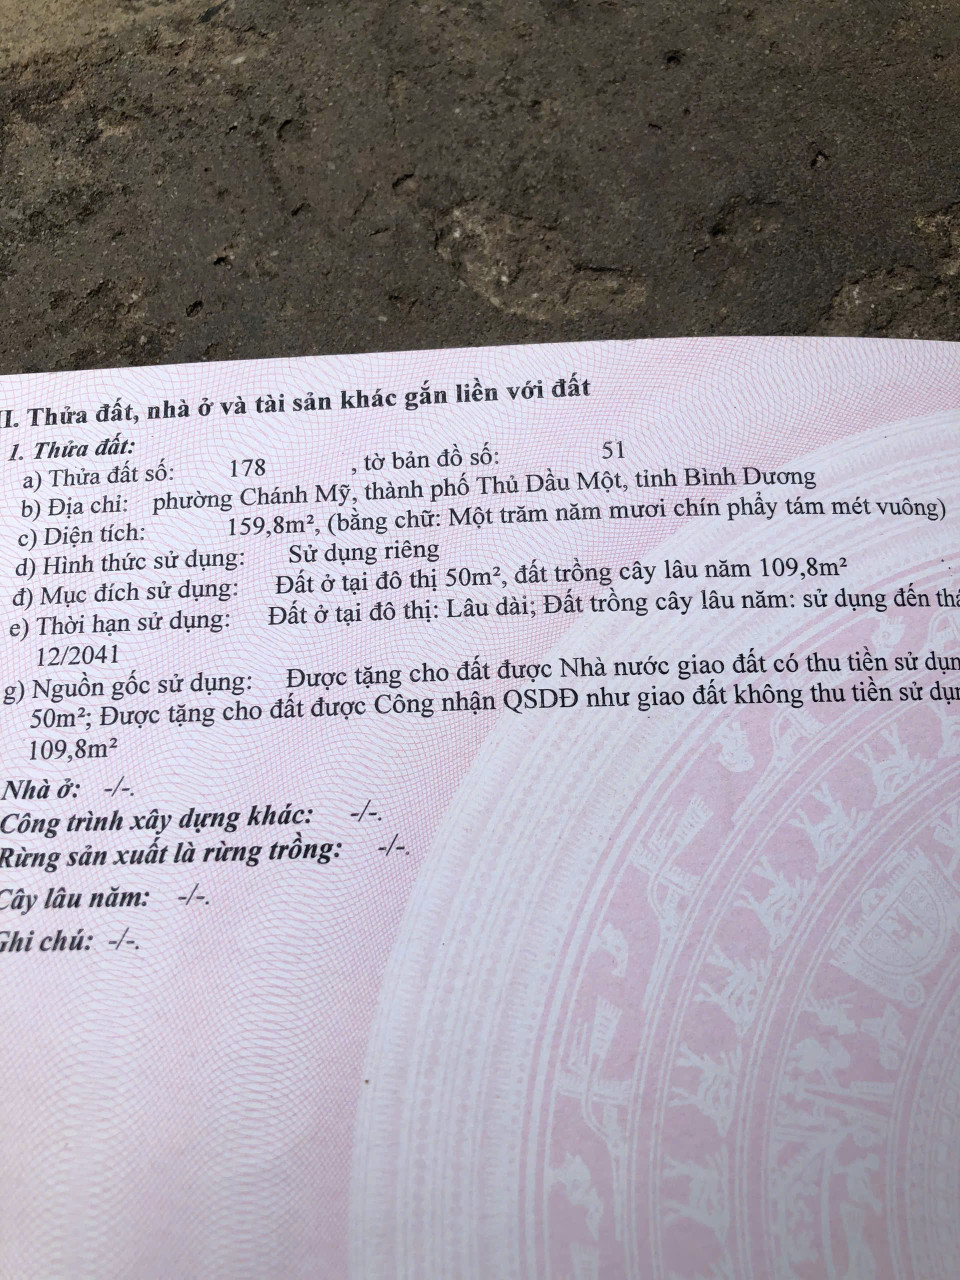 II. Thửa đất, nhà ở và tài sản khác gắn liền với đất
1. Thửa đất:
a) Thửa đất số: 178 , tờ bản đồ số: 51
b) Địa chỉ: phường Chánh Mỹ, thành phố Thủ Dầu Một, tỉnh Bình Dương
c) Diện tích: 159,8m², (bằng chữ: Một trăm năm mươi chín phẩy tám mét vuông)
d) Hình thức sử dụng: Sử dụng riêng
đ) Mục đích sử dụng: Đất ở tại đô thị 50m², đất trồng cây lâu năm 109,8m²
e) Thời hạn sử dụng: Đất ở tại đô thị: Lâu dài; Đất trồng cây lâu năm: sử dụng đến
12/2041
g) Nguồn gốc sử dụng: Được tặng cho đất được Nhà nước giao đất có thu tiền sử
50m²; Được tặng cho đất được Công nhận QSDĐ như giao đất không thu tiền sử
109,8m²
Nhà ở: -/-.
Công trình xây dựng khác: -/-.
Rừng sản xuất là rừng trồng: -/-.
Cây lâu năm: -/-.
Ghi chú: -/-.